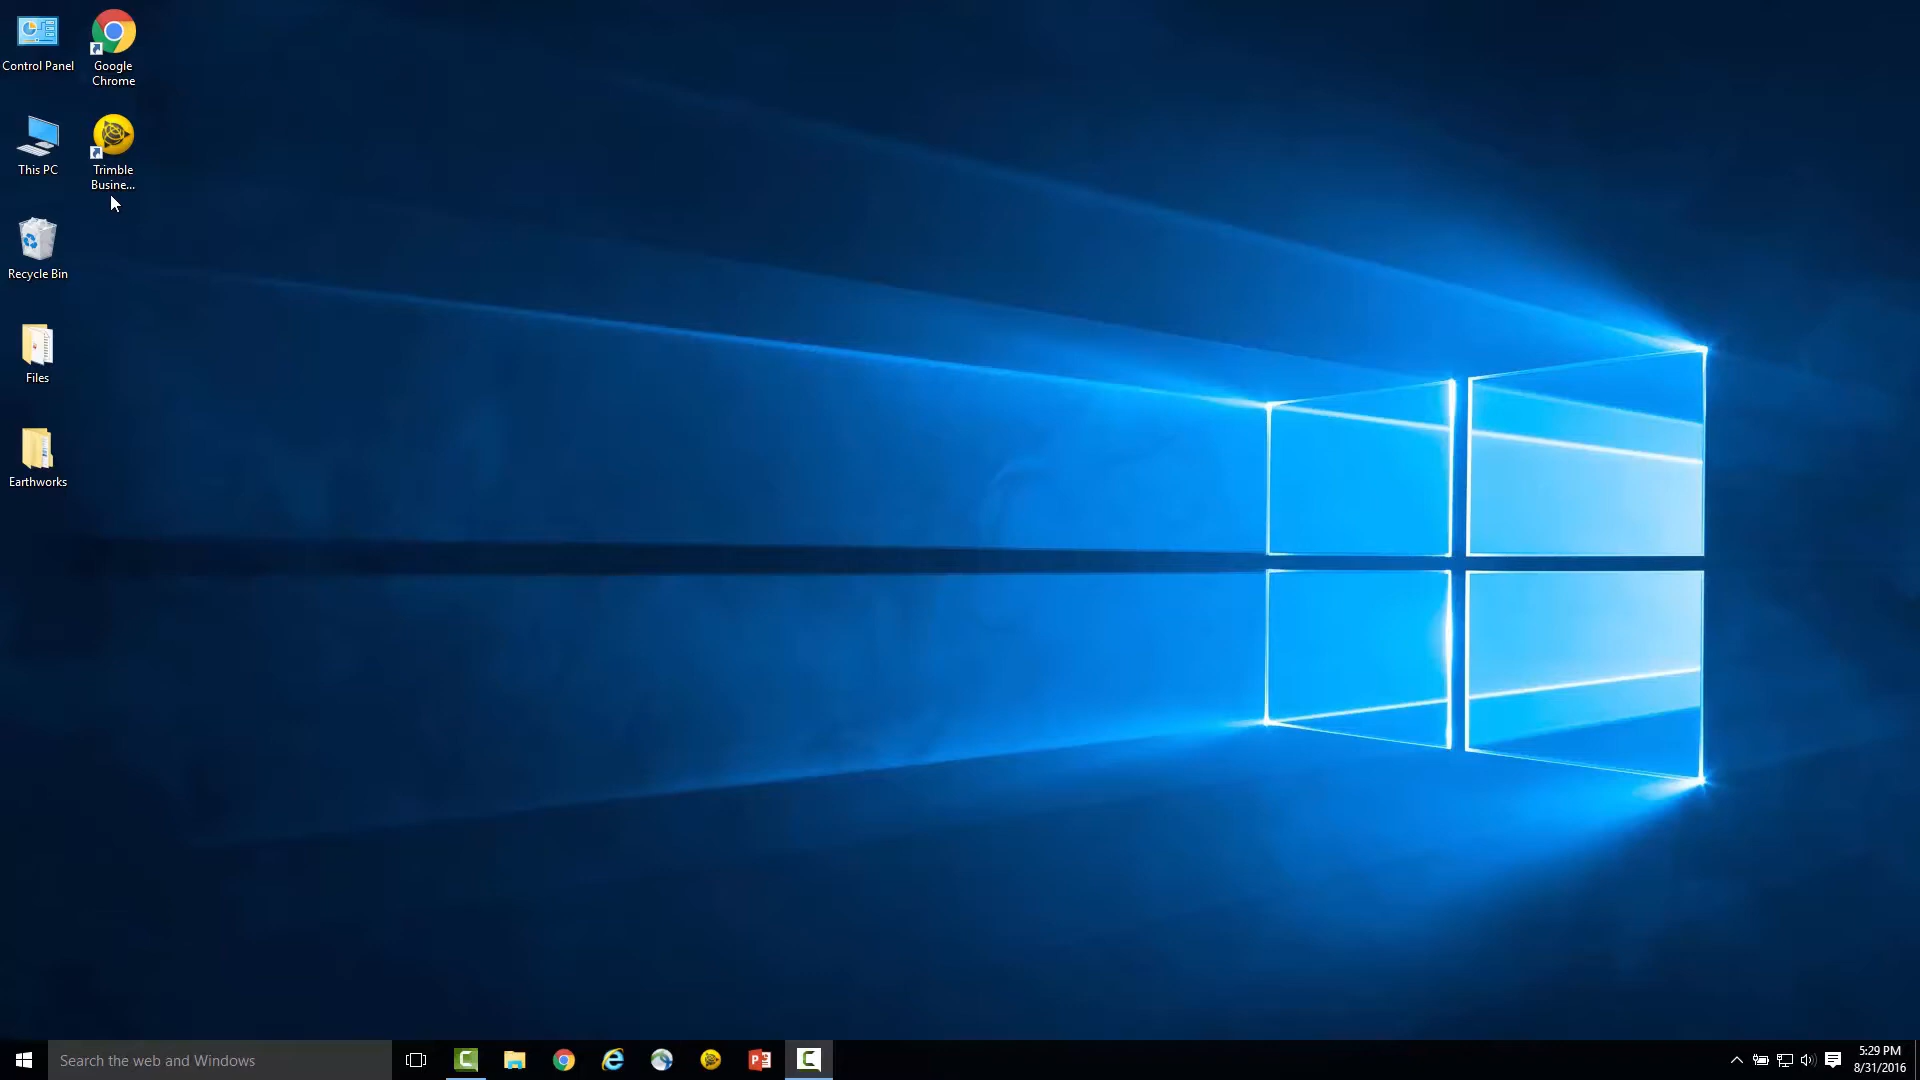 Control Panel
Google
Chrome
This PC
Trimble
Busine...
Recycle Bin
Files
Earthworks
Search the web and Windows
5:29 PM
8/31/2016